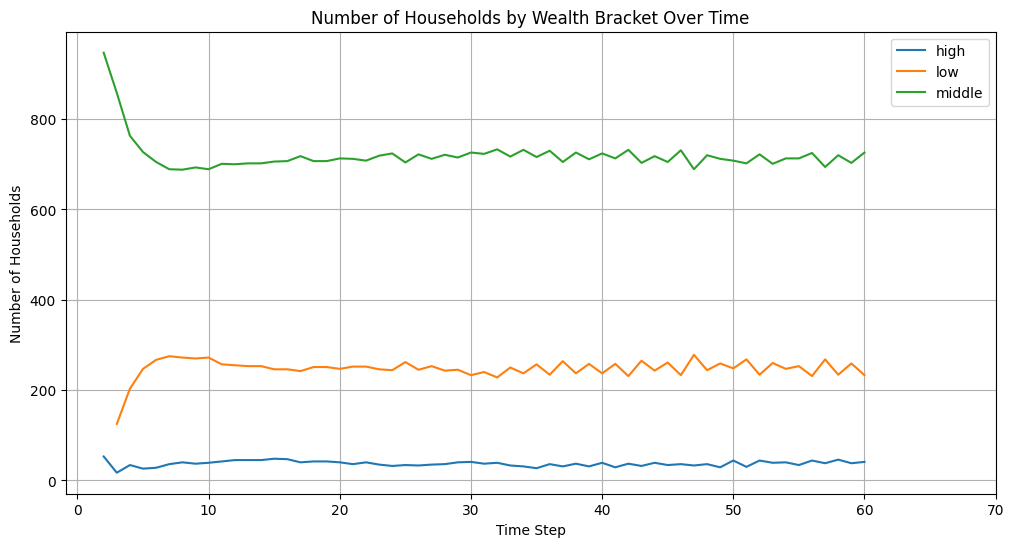 Number of Households by Wealth Bracket Over Time
high
low
middle
Number of Households
800
600
400
200
0
0 10 20 30 40 50 60 70
Time Step